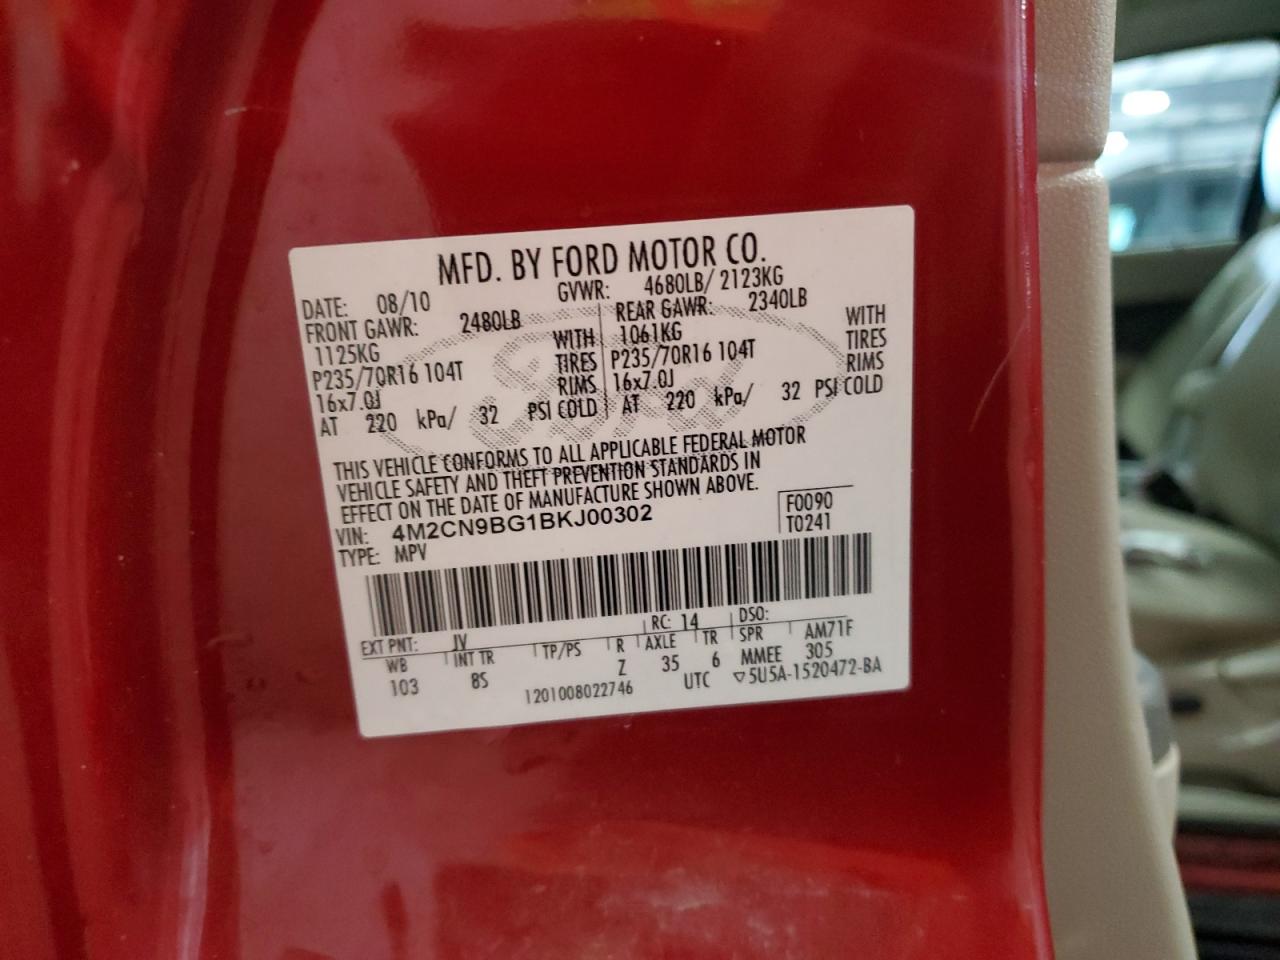 MFD. BY FORD MOTOR CO.
DATE: 08/10 GVWR: 4680LB/ 2123KG
FRONT GAWR: 2480LB REAR GAWR: 2340LB
1125KG WITH 1061KG WITH
P235/70R16 104T TIRES P235/70R16 104T TIRES
16x7.0J RIMS 16x7.0J RIMS
AT 220 kPa/ 32 PSI COLD AT 220 kPa/ 32 PSI COLD
THIS VEHICLE CONFORMS TO ALL APPLICABLE FEDERAL MOTOR
VEHICLE SAFETY AND THEFT PREVENTION STANDARDS IN
EFFECT ON THE DATE OF MANUFACTURE SHOWN ABOVE.
VIN: 4M2CN9BG1BKJ00302 F0090
TYPE: MPV T0241
EXT PNT: JV RC: 14 DSO:
WB INT TR TP/PS R AXLE TR SPR AM71F
103 8S Z 35 6 MMEE 305
1201008022746 UTC ▽5U5A-1520472-BA